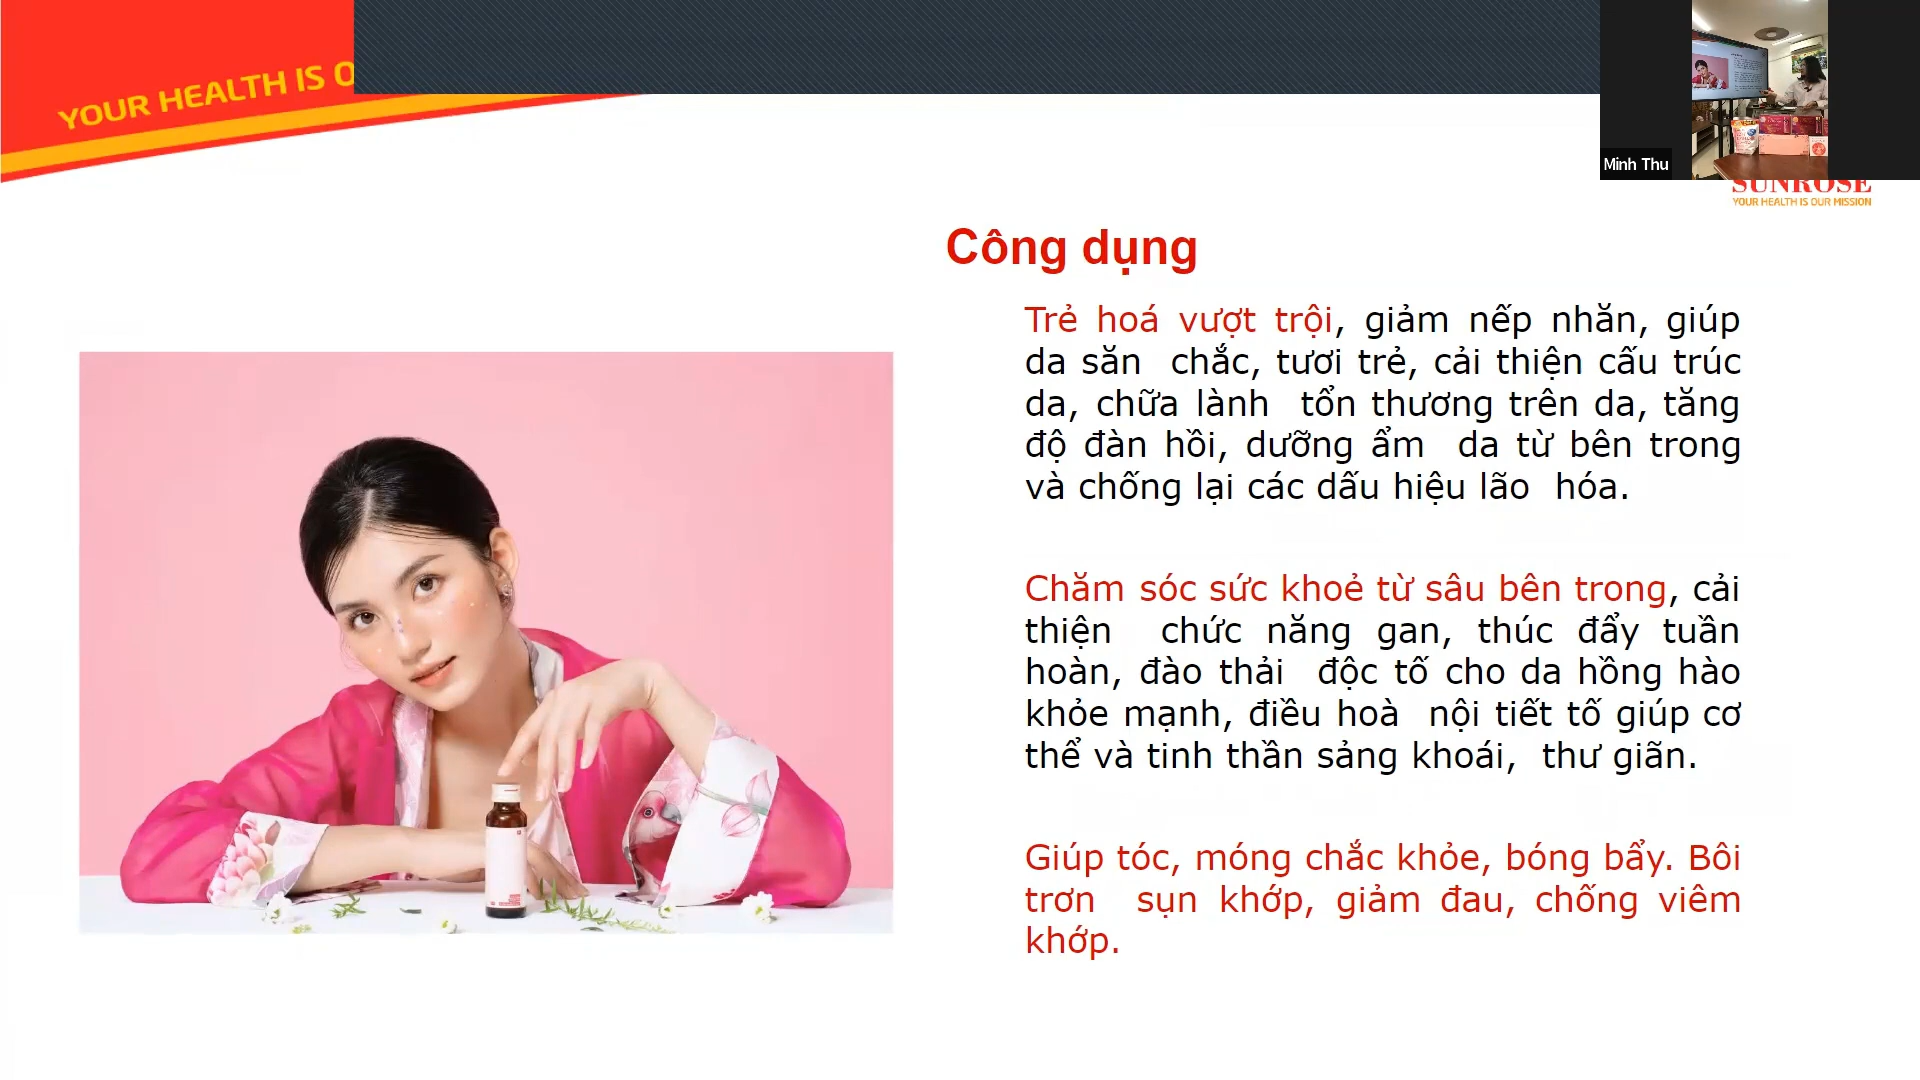 YOUR HEALTH IS O
Minh Thu
SUNROSE
YOUR HEALTH IS OUR MISSION
Công dụng
Trẻ hoá vượt trội, giảm nếp nhăn, giúp
da săn chắc, tươi trẻ, cải thiện cấu trúc
da, chữa lành tổn thương trên da, tăng
độ đàn hồi, dưỡng ẩm da từ bên trong
và chống lại các dấu hiệu lão hóa.
Chăm sóc sức khoẻ từ sâu bên trong, cải
thiện chức năng gan, thúc đẩy tuần
hoàn, đào thải độc tố cho da hồng hào
khỏe mạnh, điều hoà nội tiết tố giúp cơ
thể và tinh thần sảng khoái, thư giãn.
Giúp tóc, móng chắc khỏe, bóng bẩy. Bôi
trơn sụn khớp, giảm đau, chống viêm
khớp.